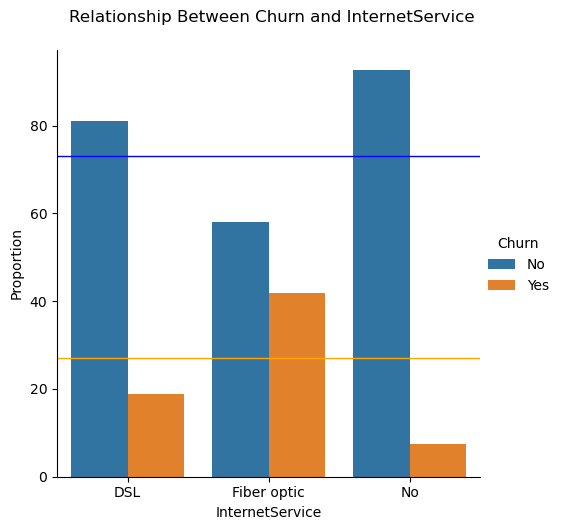 Relationship Between Churn and InternetService
Proportion
80
60
40
20
0
DSL
Fiber optic
No
InternetService
Churn
No
Yes